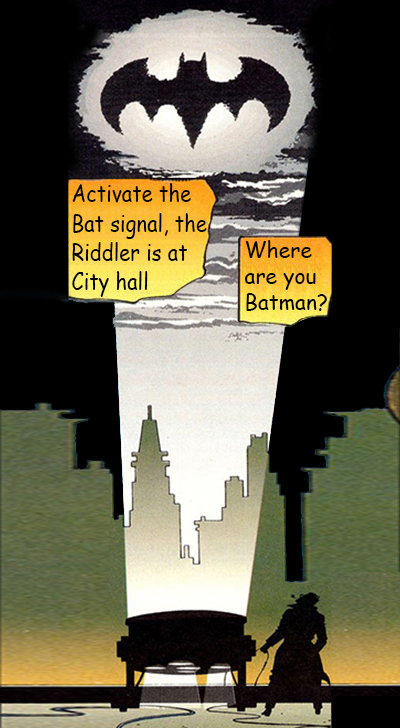 Activate the
Bat signal, the
Riddler is at
City hall
Where
are you
Batman?